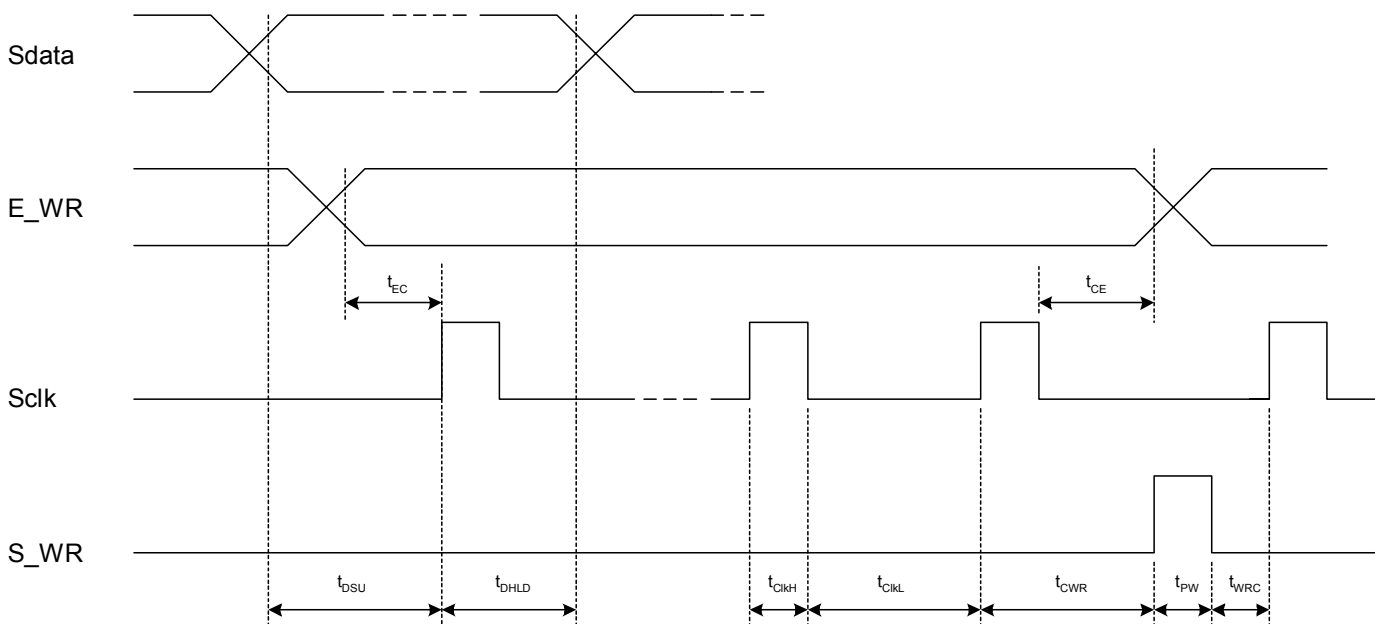 Sdata
E_WR
tEC
tCE
Sclk
S_WR
tDSU
tDHLD
tClkH
tClkL
tCWR
tPW
tWRC